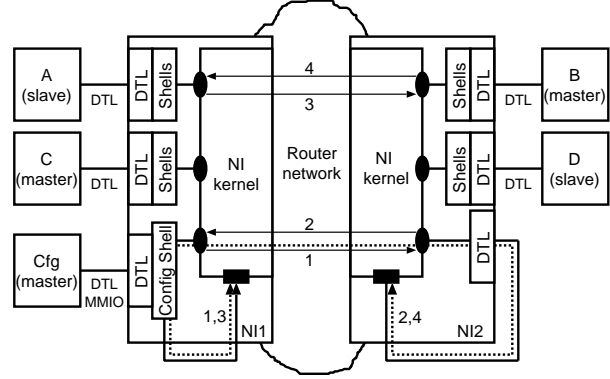 A
(slave)
DTL
DTL
Shells
4
3
Shells
DTL
DTL
B
(master)
C
(master)
DTL
DTL
Shells
NI
kernel
Router
network
NI
kernel
Shells
DTL
DTL
D
(slave)
Cfg
(master)
DTL
MMIO
DTL
Config Shell
2
1
DTL
1,3
NI1
2,4
NI2